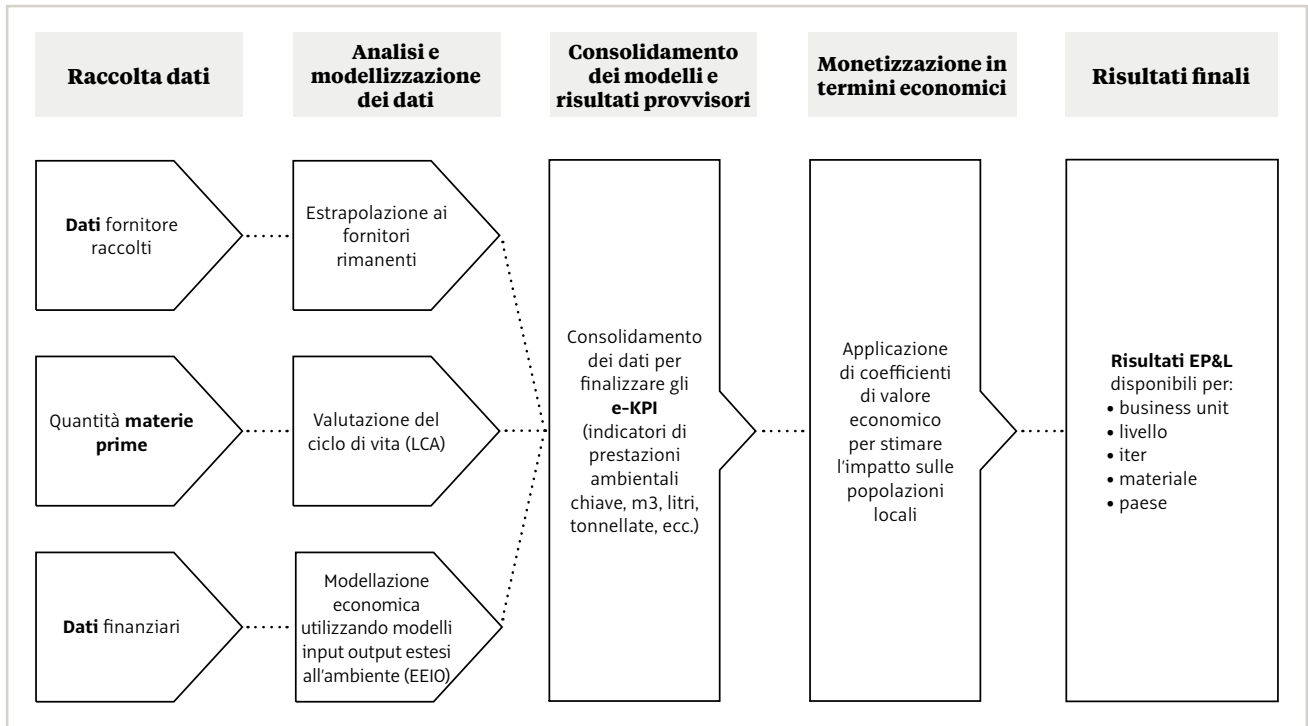 Raccolta dati
Analisi e
modellizzazione
dei dati
Consolidamento
dei modelli e
risultati provvisori
Monetizzazione in
termini economici
Risultati finali
Dati fornitore
raccolti
Estrapolazione ai
fornitori
rimanenti
Quantità materie
prime
Valutazione del
ciclo di vita (LCA)
Dati finanziari
Modellazione
economica
utilizzando modelli
input output estesi
all'ambiente (EEIO)
Consolidamento
dei dati per
finalizzare gli
e-KPI
(indicatori di
prestazioni
ambientali
chiave, m3, litri,
tonnellate, ecc.)
Applicazione
di coefficienti
di valore
economico
per stimare
l'impatto sulle
popolazioni
locali
Risultati EP&L
disponibili per:
• business unit
• livello
• iter
• materiale
• paese